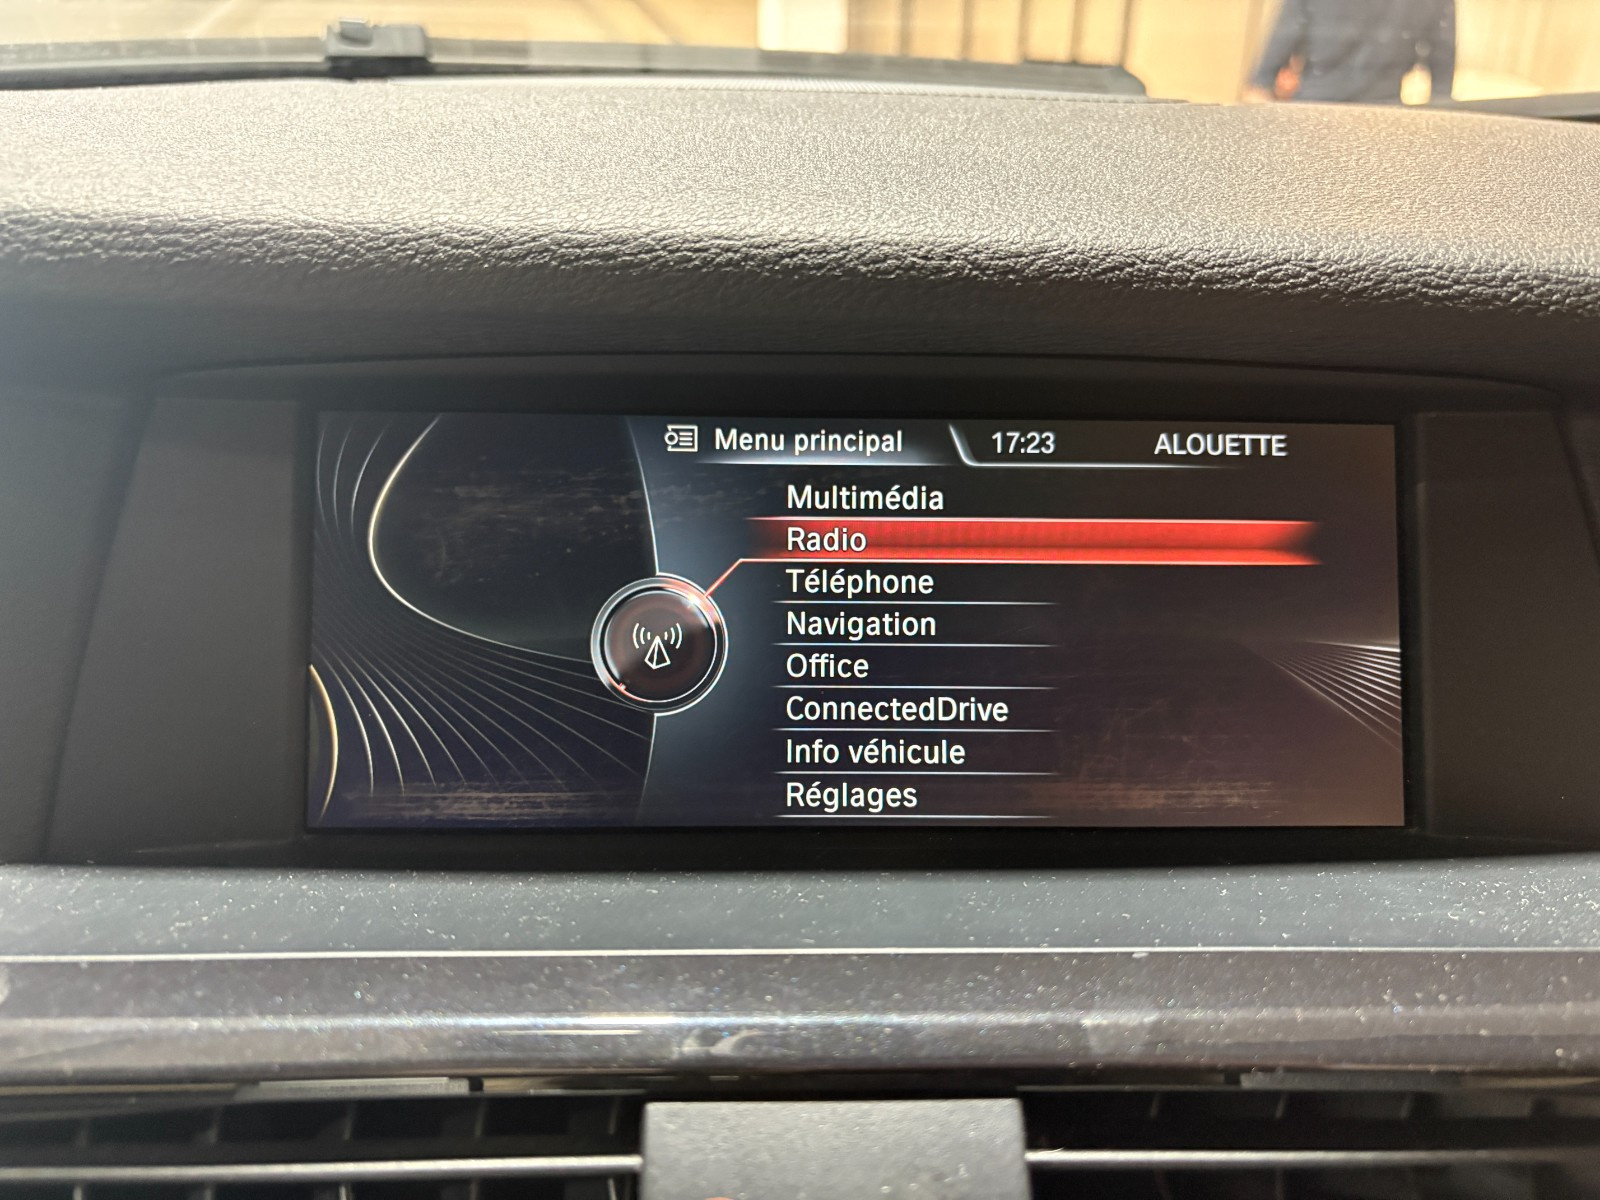 Menu principal 17:23 ALOUETTE
Multimédia
Radio
Téléphone
Navigation
Office
ConnectedDrive
Info véhicule
Réglages